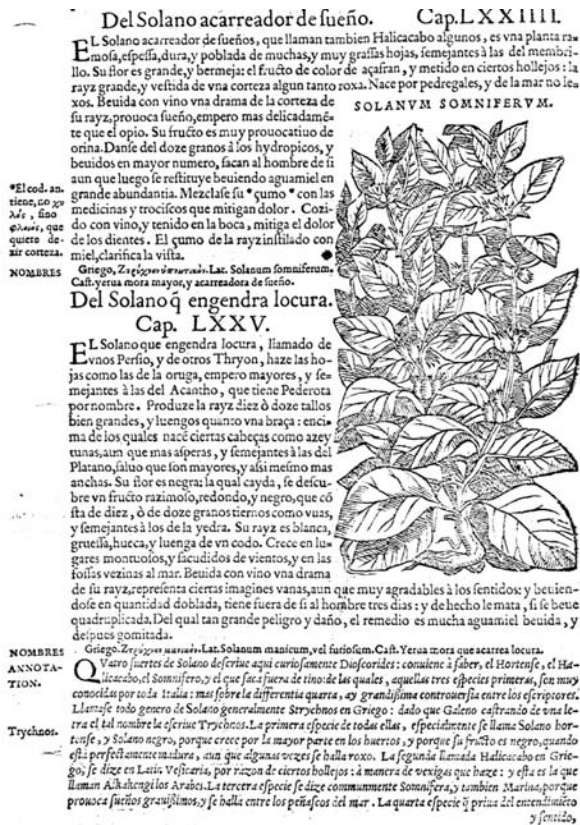 Del Solano acarreador de sueño. Cap. LXXIIII.
EL Solano acarreador de sueños, que llaman tambien Halicacabo algunos, es vna planta ra-
mosa, espessa, dura, y poblada de muchas, y muy grassas hojas, semejantes à las del membri-
llo. Su flor es grande, y bermeja: el fructo de color de açafran, y metido en ciertos hollejos: la
rayz grande, y vestida de vna corteza algun tanto roxa. Nace por pedregales, y de la mar no le-
xos. Beuida con vino vna drama de la corteza de
su rayz, prouoca sueño, empero mas delicadamē-
te que el opio. Su fructo es muy prouocatiuo de
orina. Danse del doze granos à los hydropicos, y
beuidos en mayor numero, sacan al hombre de si
aun que luego se restituye beuiendo aguamiel en
grande abundantia. Mezclase su *çumo* con las
medicinas y trociscos que mitigan dolor. Cozi-
do con vino, y tenido en la boca, mitiga el dolor
de los dientes. El çumo de la rayz instilado con
miel, clarifica la vista.
SOLANVM SOMNIFERVM.
*El cod. an.
tiene, no χυ
λὸς, sino
φλοιὸς, que
quiere de-
zir corteza.
NOMBRES
Griego, Στρύχνον ὑπνωτικὸν. Lat. Solanum somniferum.
Cast. yerua mora mayor, y acarreadora de sueño.
Del Solano q̃ engendra locura.
Cap. LXXV.
EL Solano que engendra locura, llamado de
vnos Persio, y de otros Thryon, haze las ho-
jas como las de la oruga, empero mayores, y se-
mejantes à las del Acantho, que tiene Pederota
por nombre. Produze la rayz diez ò doze tallos
bien grandes, y luengos quanto vna braça: enci-
ma de los quales nacē ciertas cabeças como azey
tunas, aun que mas asperas, y semejantes à las del
Platano, saluo que son mayores, y assi mesmo mas
anchas. Su flor es negra: la qual cayda, se descu-
bre vn fructo razimoso, redondo, y negro, que cō
sta de diez, ò de doze granos tiernos como vuas,
y semejantes à los de la yedra. Su rayz es blanca,
gruessa, hueca, y luenga de vn codo. Crece en lu-
gares montuosos, y sacudidos de vientos, y en las
fossas vezinas al mar. Beuida con vino vna drama
de su rayz, representa ciertas imagines vanas, aun que muy agradables à los sentidos: y beuien-
dose en quantidad doblada, tiene fuera de si al hombre tres dias: y de hecho le mata, si se beue
quadruplicada. Del qual tan grande peligro y daño, el remedio es mucha aguamiel beuida, y
despues gomitada.
NOMBRES
Griego. Στρύχνον μανικὸν. Lat. Solanum manicum, vel furiosum. Cast. Yerua mora que acarrea locura.
ANNOTA-
TION.
QVatro suertes de Solano descriue aqui curiosamente Dioscorides: conuiene à saber, el Hortense, el Ha-
licacabo, el Somnifero, y el que saca fuera de tino: de las quales, aquellas tres especies primeras, son muy
conocidas por toda Italia: mas sobre la differentia quarta, ay grandissima controuersia entre los escriptores.
Llamase todo genero de Solano generalmente Strychnos en Griego: dado que Galeno castrando de vna le-
tra el tal nombre la escriue Trychnos. La primera especie de todas ellas, especialmente se llama Solano hor-
tense, y Solano negro, porque crece por la mayor parte en los huertos, y porque su fructo es negro, quando
está perfectamente madura, aun que algunas vezes se halla roxo. La segunda llamada Halicacabo en Grie-
go, se dize en Latin Vesicaria, por razon de ciertos hollejos: à manera de vexigas que haze: y esta es la que
llaman Alkakengi los Arabes. La tercera especie se dize communmente Somnifera, y tambien Marina, porque
prouoca sueños grauissimos, y se halla entre los peñascos del mar. La quarta especie q̃ priua del entendimiēto
y sentido,
Trychnos.